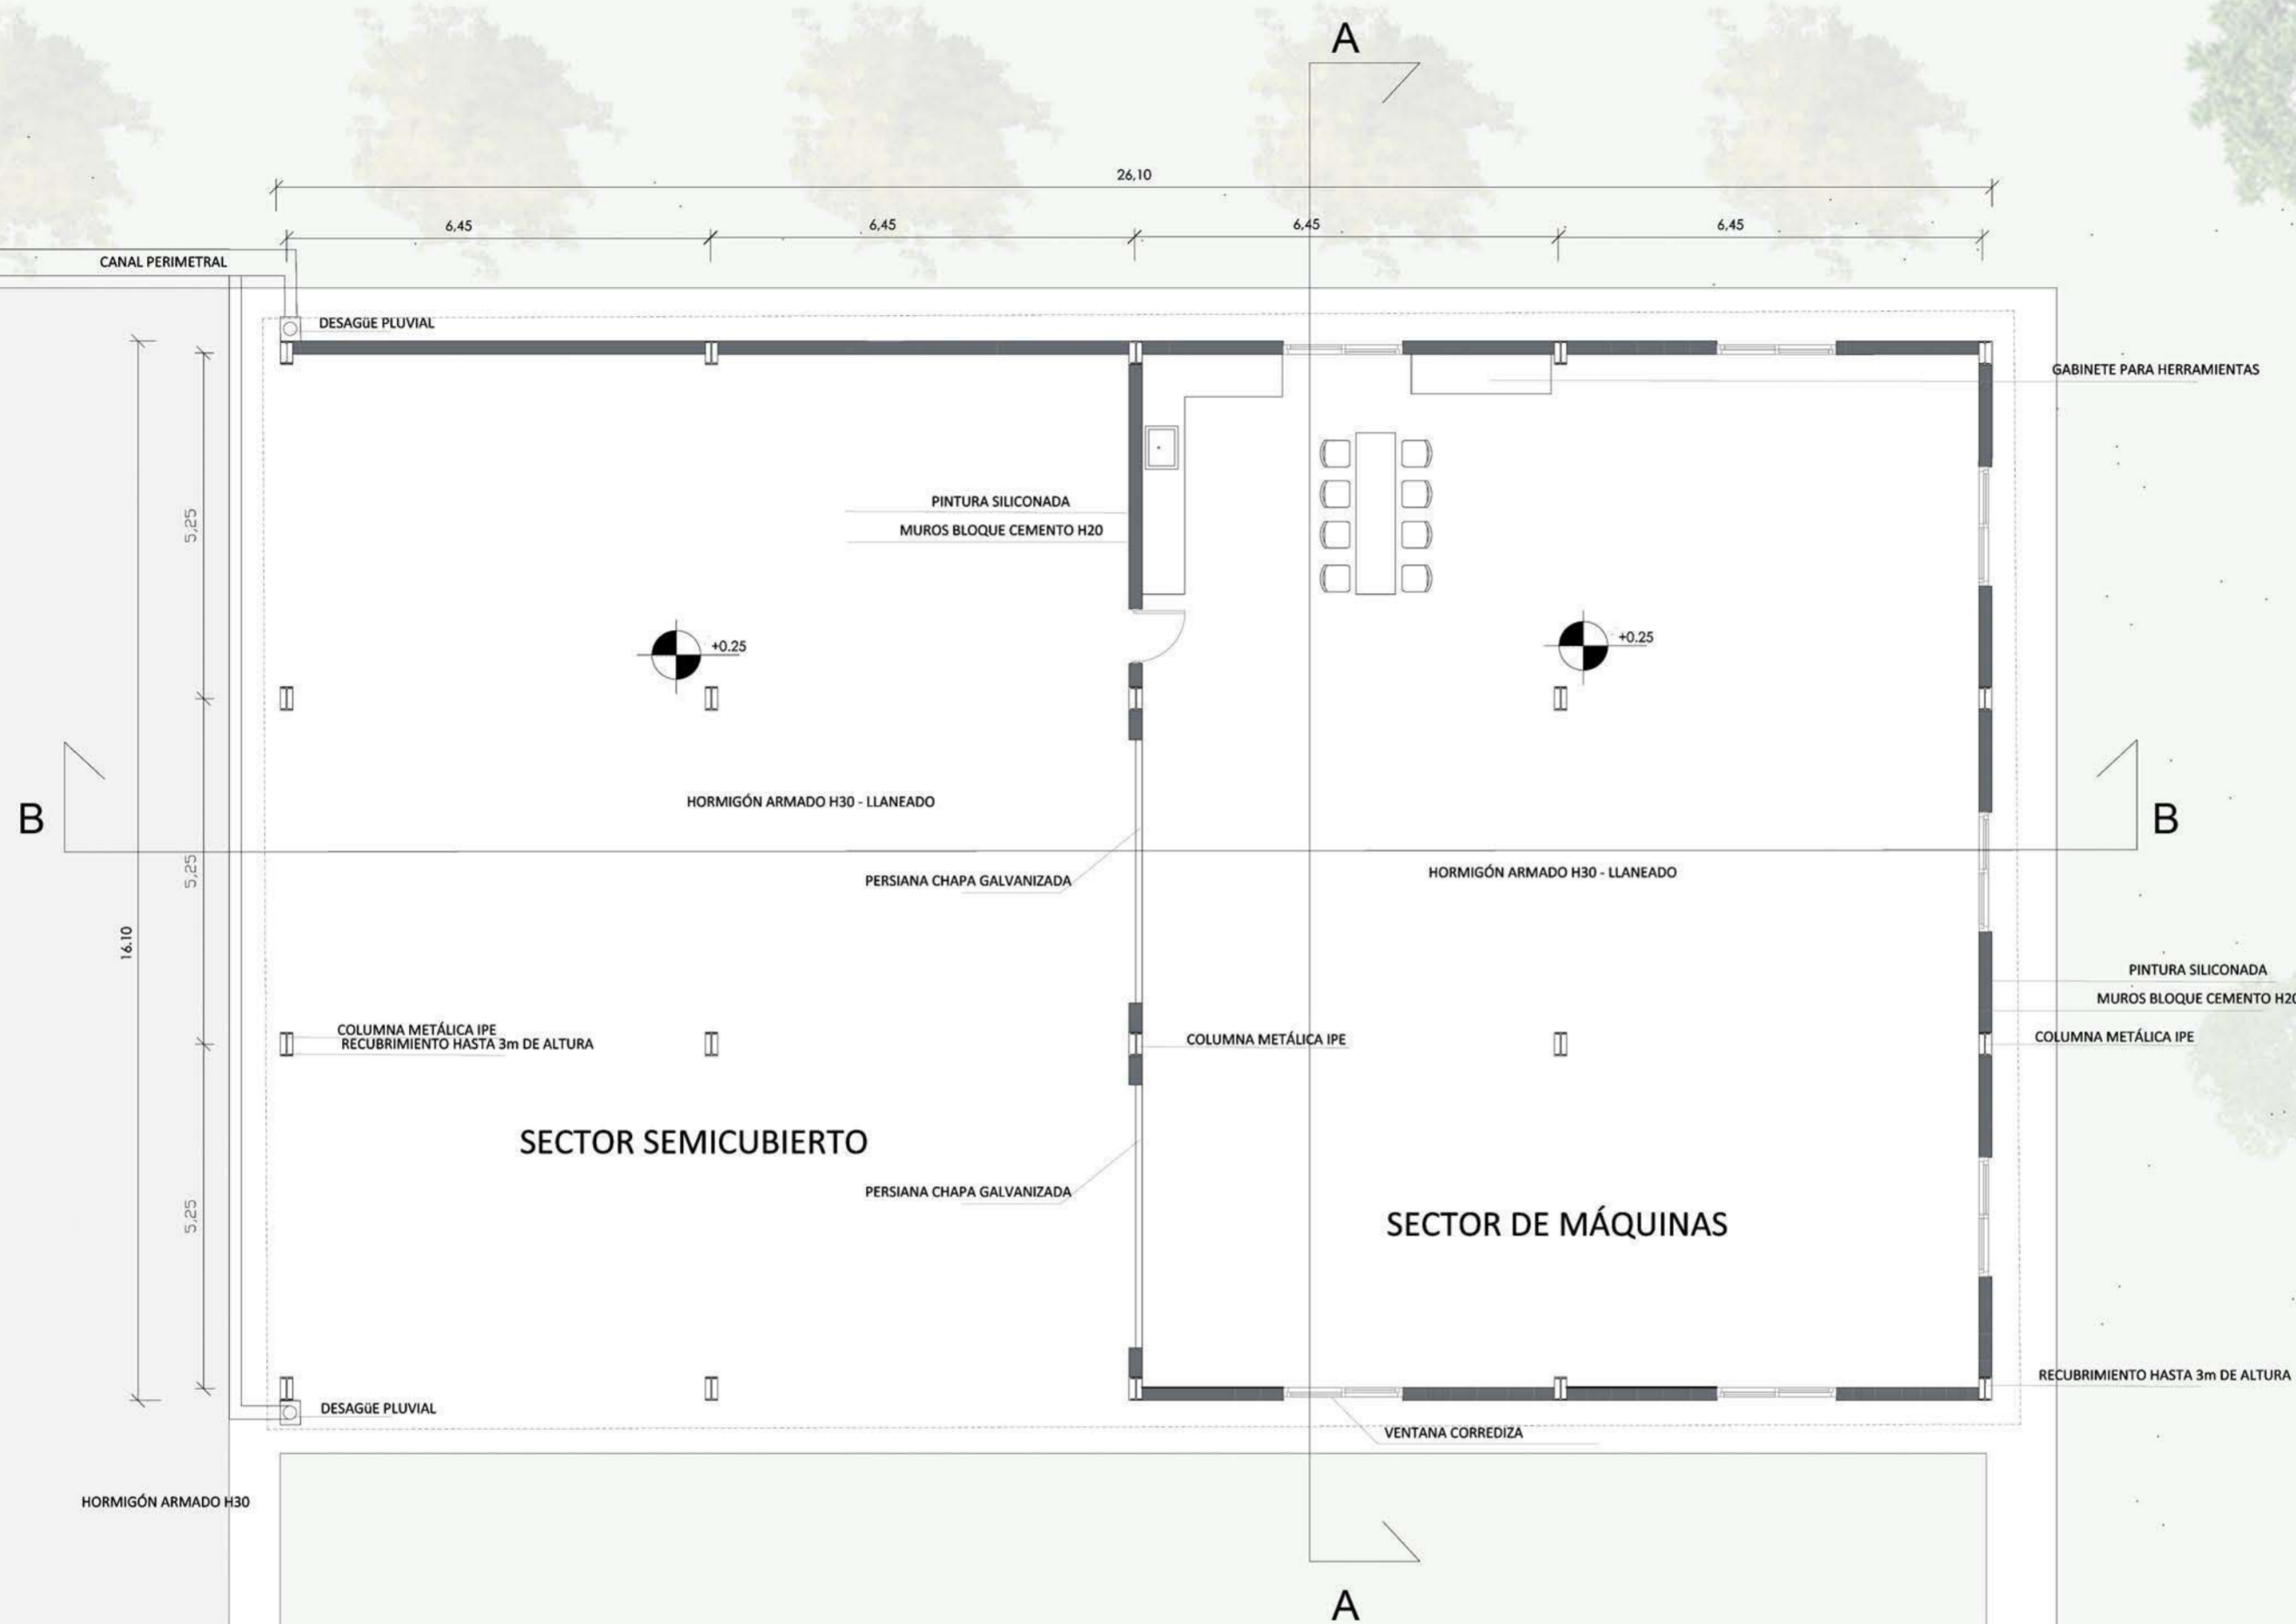 A
26,10
6,45
6,45
6,45
6,45
CANAL PERIMETRAL
DESAGüE PLUVIAL
GABINETE PARA HERRAMIENTAS
5,25
PINTURA SILICONADA
MUROS BLOQUE CEMENTO H20
+0.25
+0.25
B
HORMIGÓN ARMADO H30 - LLANEADO
B
5,25
PERSIANA CHAPA GALVANIZADA
HORMIGÓN ARMADO H30 - LLANEADO
16.10
PINTURA SILICONADA
MUROS BLOQUE CEMENTO H20
COLUMNA METÁLICA IPE
RECUBRIMIENTO HASTA 3m DE ALTURA
COLUMNA METÁLICA IPE
COLUMNA METÁLICA IPE
SECTOR SEMICUBIERTO
5,25
PERSIANA CHAPA GALVANIZADA
SECTOR DE MÁQUINAS
RECUBRIMIENTO HASTA 3m DE ALTURA
DESAGüE PLUVIAL
VENTANA CORREDIZA
HORMIGÓN ARMADO H30
A